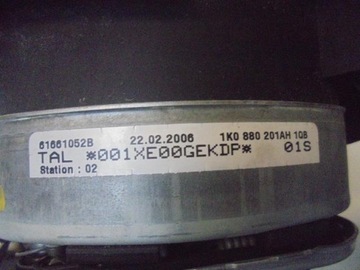 61661052B 22.02.2006 1K0 880 201AH 1QB
TAL *001XE00GEKDP* 01S
Station : 02